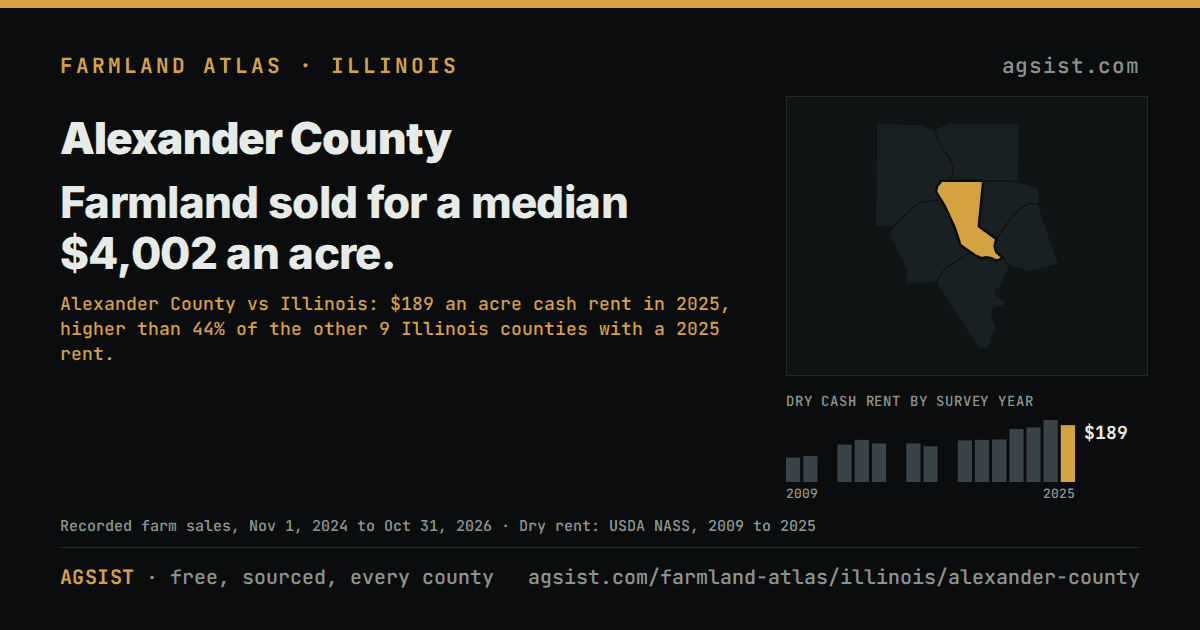 FARMLAND ATLAS · ILLINOIS
agsist.com
Alexander County
Farmland sold for a median
$4,002 an acre.
Alexander County vs Illinois: $189 an acre cash rent in 2025,
higher than 44% of the other 9 Illinois counties with a 2025
rent.
DRY CASH RENT BY SURVEY YEAR
$189
2009
2025
Recorded farm sales, Nov 1, 2024 to Oct 31, 2026 · Dry rent: USDA NASS, 2009 to 2025
AGSIST · free, sourced, every county
agsist.com/farmland-atlas/illinois/alexander-county